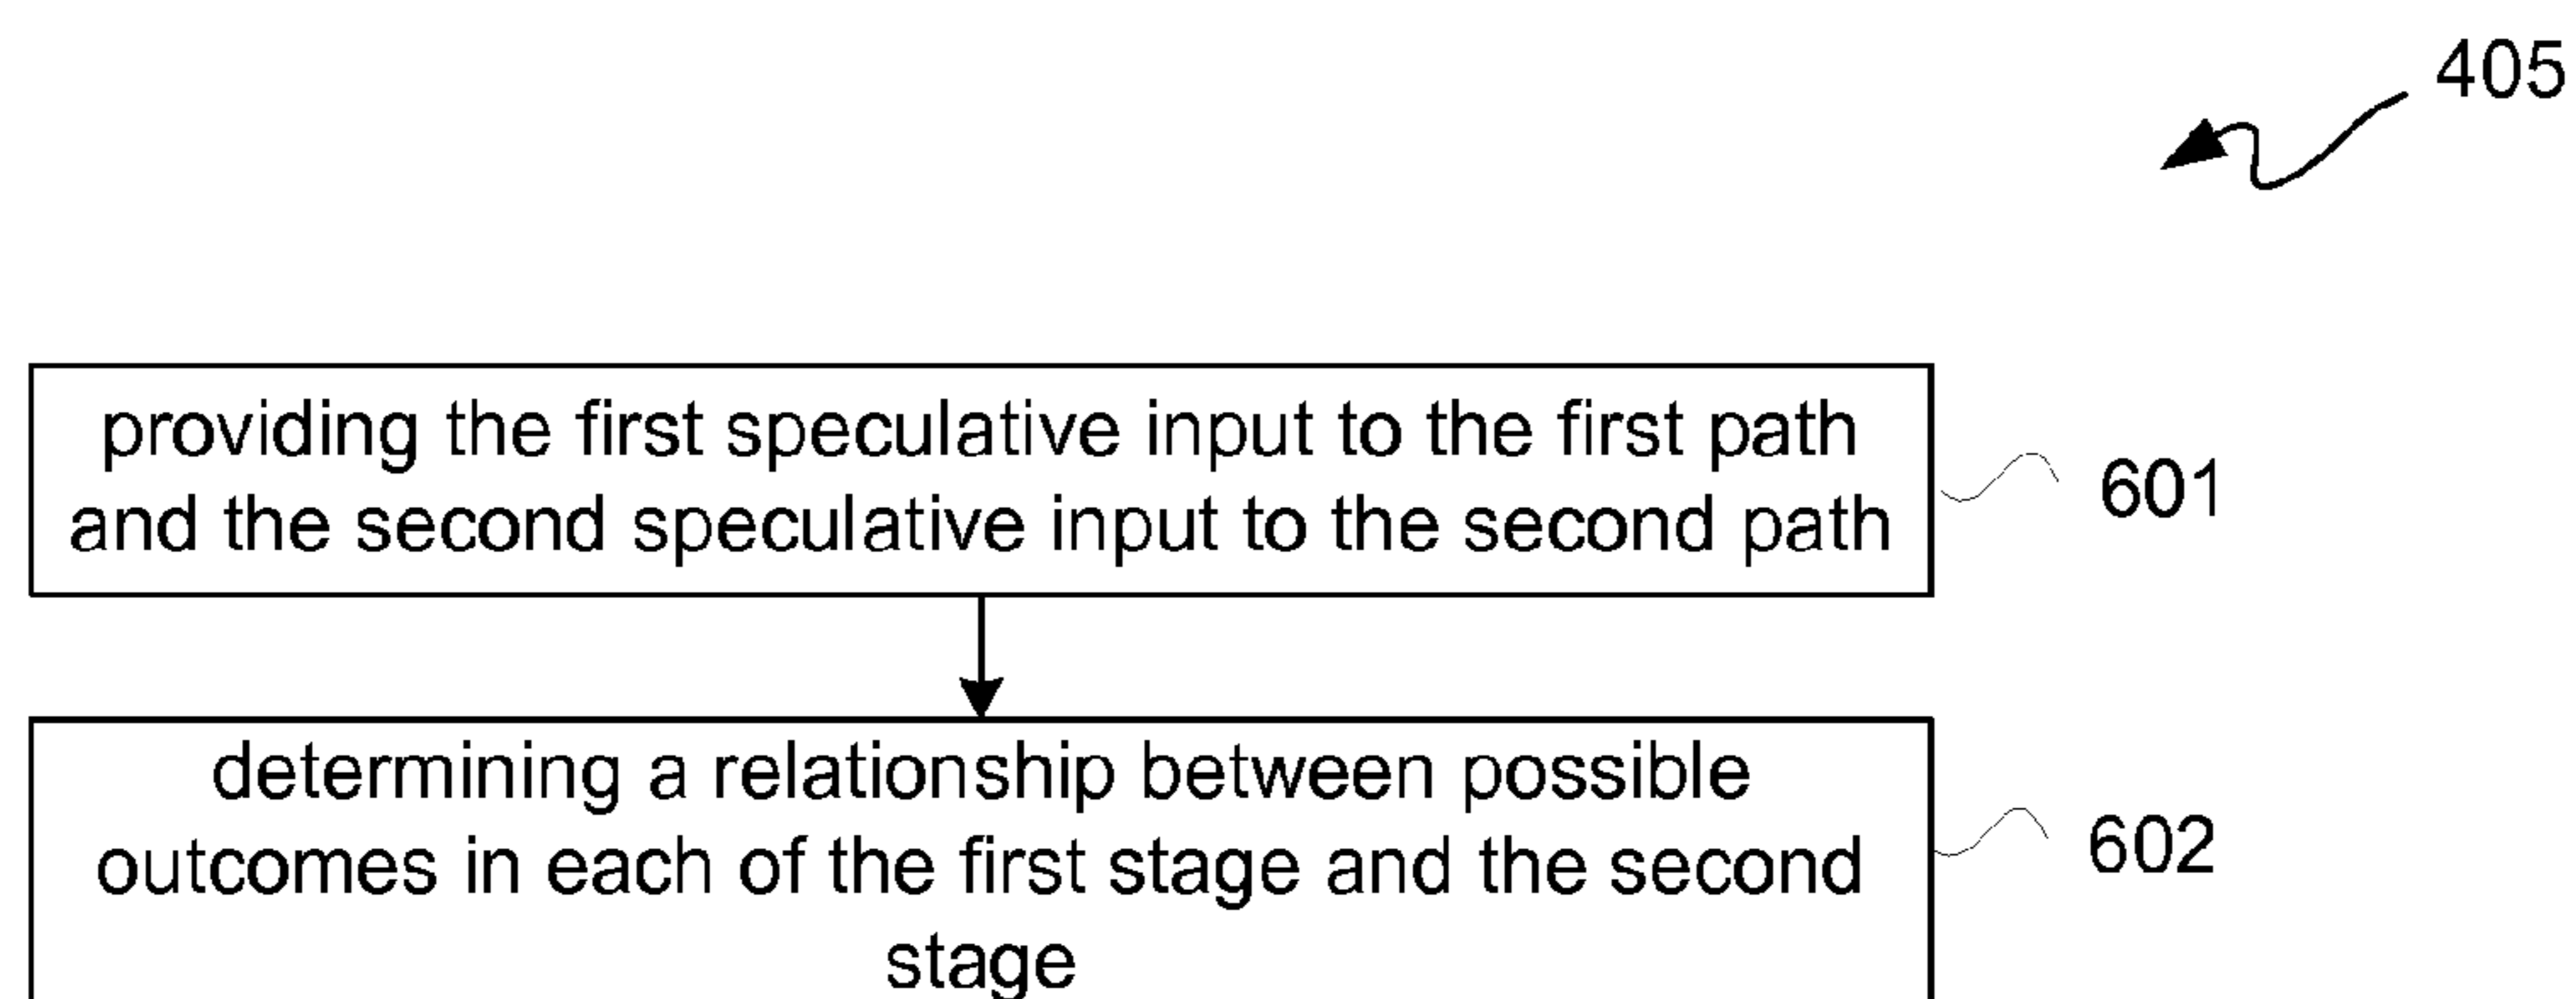 405
providing the first speculative input to the first path
and the second speculative input to the second path
601
determining a relationship between possible
outcomes in each of the first stage and the second
stage
602